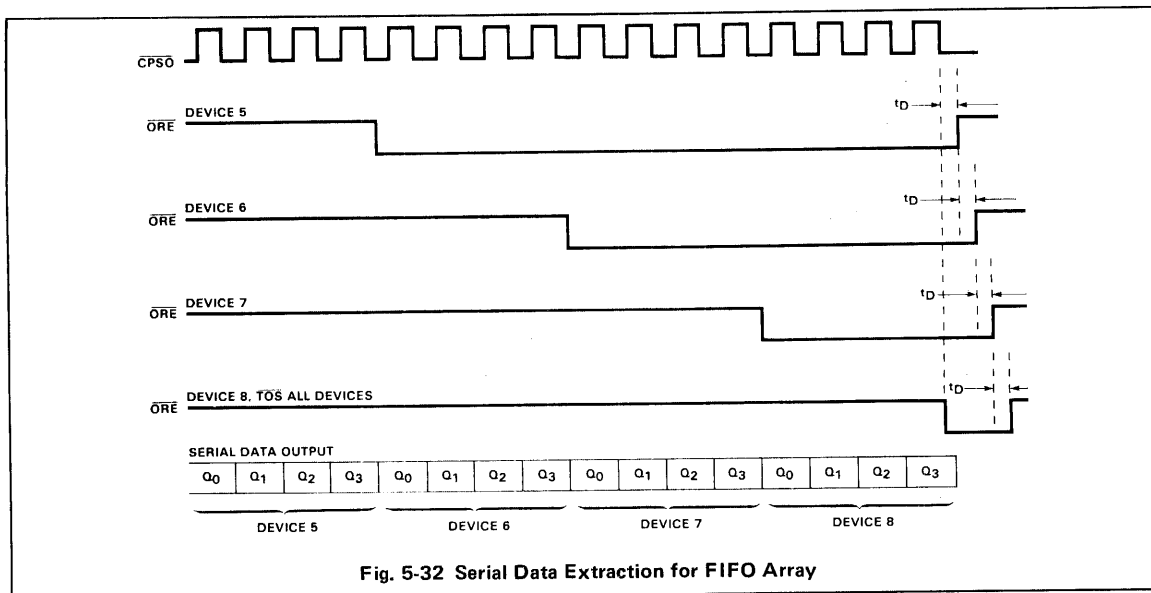 CPSO
DEVICE 5
tD
ORE
DEVICE 6
tD
ORE
DEVICE 7
tD
ORE
DEVICE 8, TOS ALL DEVICES
tD
ORE
SERIAL DATA OUTPUT
Q0 Q1 Q2 Q3 Q0 Q1 Q2 Q3 Q0 Q1 Q2 Q3 Q0 Q1 Q2 Q3
DEVICE 5 DEVICE 6 DEVICE 7 DEVICE 8
Fig. 5-32 Serial Data Extraction for FIFO Array